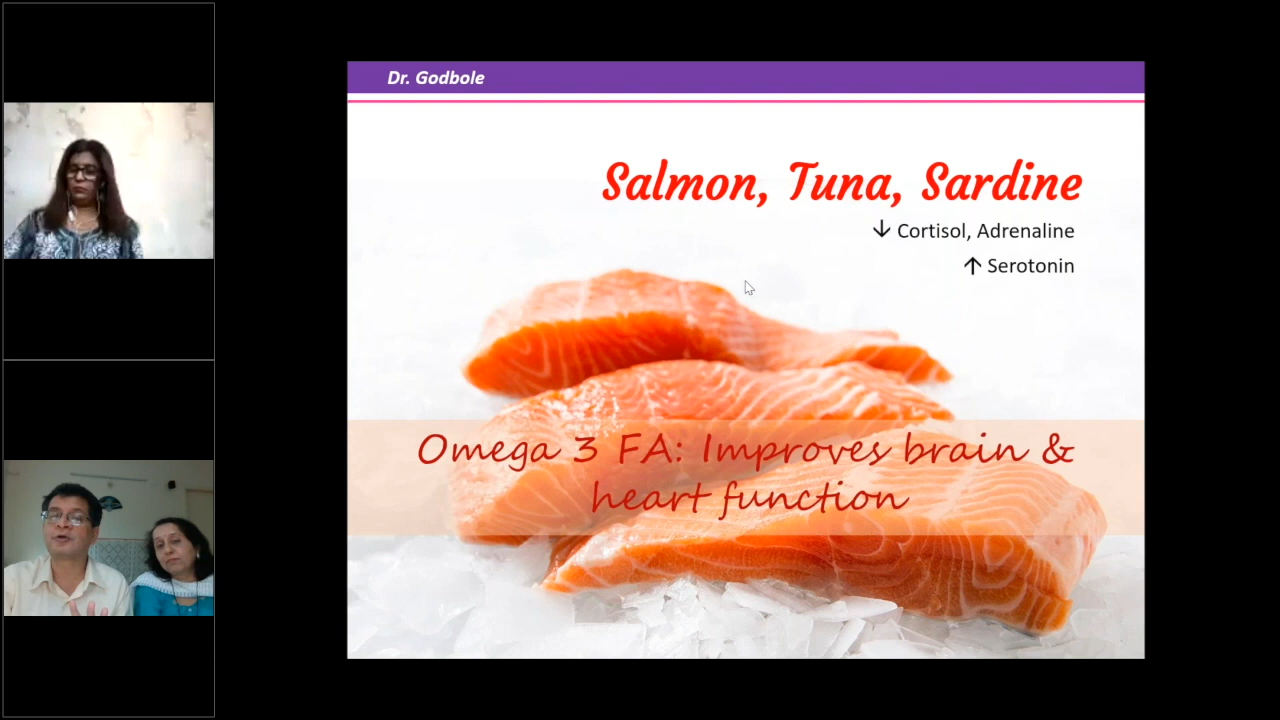 Dr. Godbole
Salmon, Tuna, Sardine
↓ Cortisol, Adrenaline
↑ Serotonin
Omega 3 FA: Improves brain &
heart function